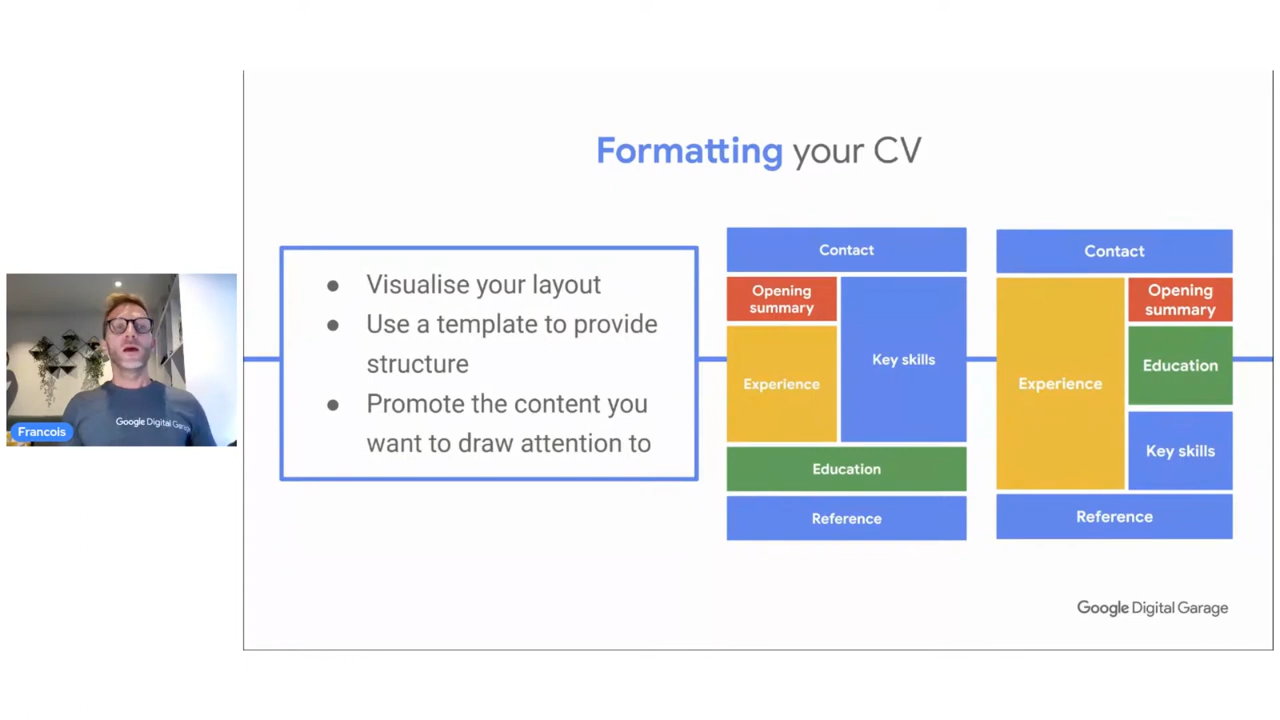 Formatting your CV
● Visualise your layout
● Use a template to provide
structure
● Promote the content you
want to draw attention to
Contact
Opening
summary
Key skills
Experience
Education
Reference
Contact
Experience
Opening
summary
Education
Key skills
Reference
Google Digital Garage
Francois
Google Digital Garage